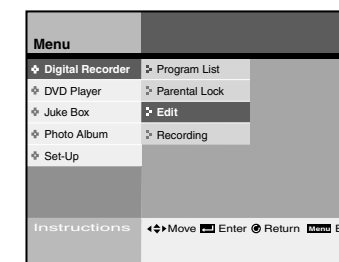 Menu
Digital Recorder
Program List
DVD Player
Parental Lock
Juke Box
Edit
Photo Album
Recording
Set-Up
Instructions
Move Enter Return Menu E